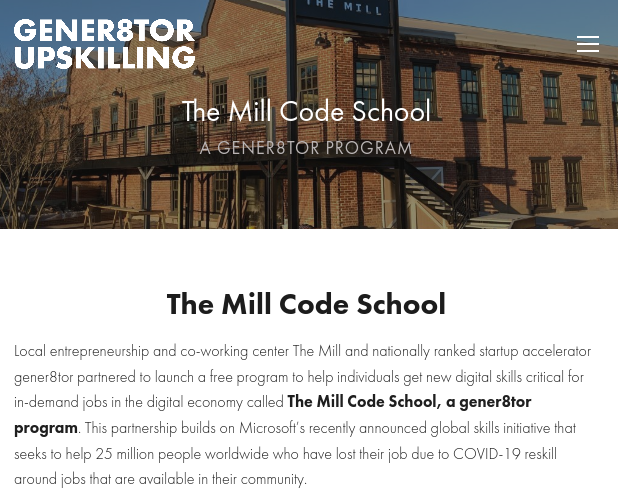 THE MILL
GENER8TOR
UPSKILLING
The Mill Code School
A GENER8TOR PROGRAM
The Mill Code School
Local entrepreneurship and co-working center The Mill and nationally ranked startup accelerator
gener8tor partnered to launch a free program to help individuals get new digital skills critical for
in-demand jobs in the digital economy called The Mill Code School, a gener8tor
program. This partnership builds on Microsoft's recently announced global skills initiative that
seeks to help 25 million people worldwide who have lost their job due to COVID-19 reskill
around jobs that are available in their community.